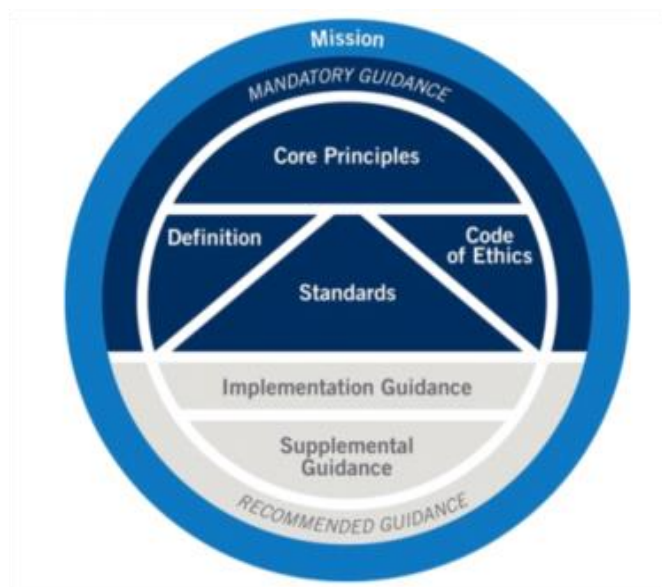 Mission
MANDATORY GUIDANCE
Core Principles
Definition
Code
of Ethics
Standards
Implementation Guidance
Supplemental
Guidance
RECOMMENDED GUIDANCE